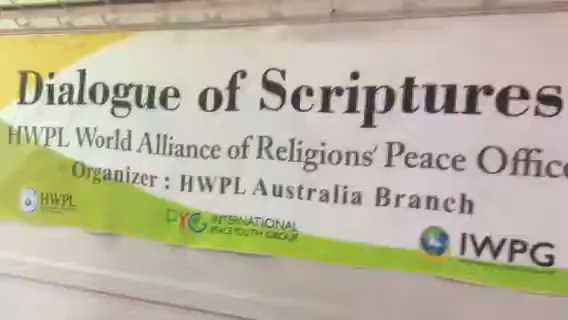 Dialogue of Scriptures
HWPL World Alliance of Religions' Peace Office
Organizer : HWPL Australia Branch
HWPL
IPYG INTERNATIONAL
PEACE YOUTH GROUP
IWPG